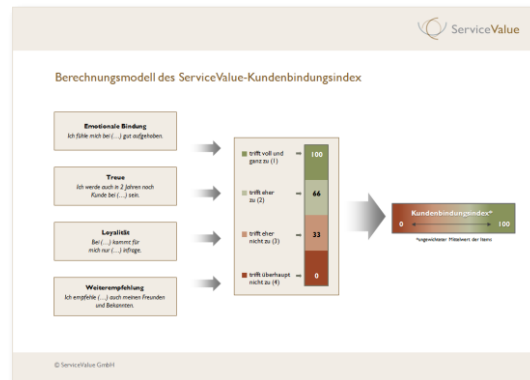 ServiceValue
Berechnungsmodell des ServiceValue-Kundenbindungsindex
Emotionale Bindung
Ich fühle mich bei (…) gut aufgehoben.
Treue
Ich werde auch in 2 Jahren noch
Kunde bei (…) sein.
Loyalität
Bei (…) kommt für
mich nur (…) infrage.
Weiterempfehlung
Ich empfehle (…) auch meinen Freunden
und Bekannten.
trifft voll und
ganz zu (1)
100
trifft eher
zu (2)
66
trifft eher
nicht zu (3)
33
trifft überhaupt
nicht zu (4)
0
Kundenbindungsindex*
0
100
*ungewichteter Mittelwert der Items
© ServiceValue GmbH